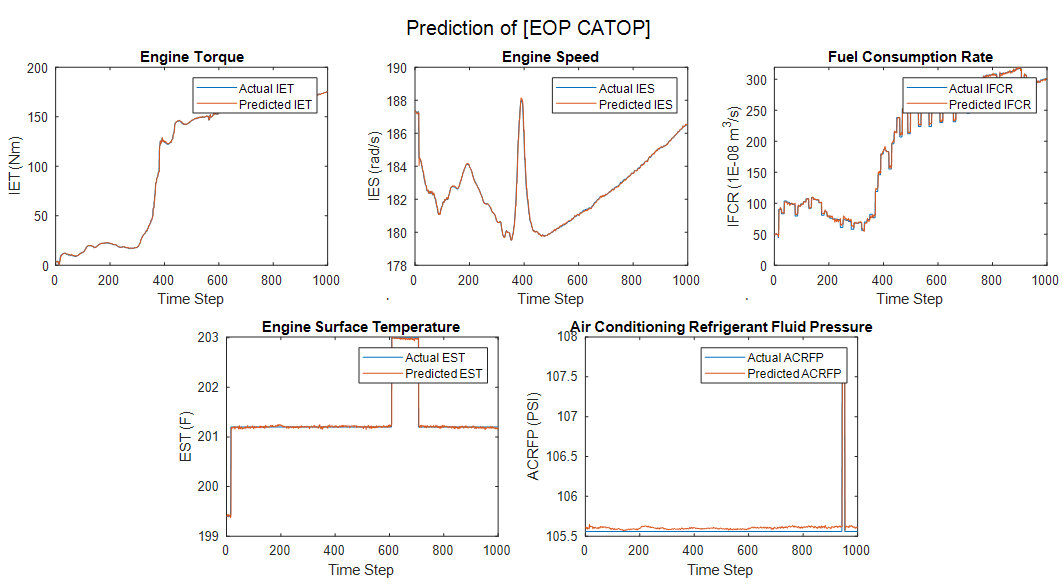 Prediction of [EOP CATOP]
Engine Torque
200
150
100
50
0
IET (Nm)
Actual IET
Predicted IET
0 200 400 600 800 1000
Time Step
Engine Speed
190
188
186
184
182
180
178
IES (rad/s)
Actual IES
Predicted IES
0 200 400 600 800 1000
Time Step
Fuel Consumption Rate
300
250
200
150
100
50
0
IFCR (1E-08 m³/s)
Actual IFCR
Predicted IFCR
0 200 400 600 800 1000
Time Step
Engine Surface Temperature
203
202
201
200
199
EST (F)
Actual EST
Predicted EST
0 200 400 600 800 1000
Time Step
Air Conditioning Refrigerant Fluid Pressure
108
107.5
107
106.5
106
105.5
ACRFP (PSI)
Actual ACRFP
Predicted ACRFP
0 200 400 600 800 1000
Time Step